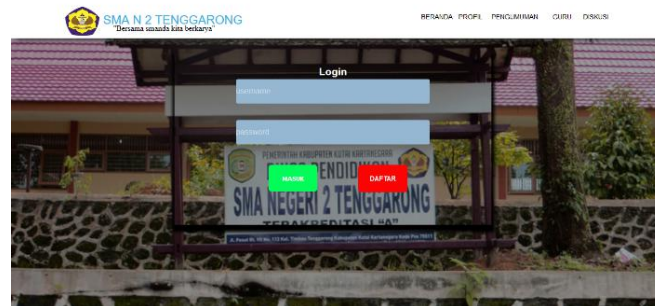 SMA N 2 TENGGARONG
"Bersama smanda kita berkarya"
BERANDA PROFIL PENGUMUMAN GURU DISKUSI
Login
username
password
PEMERINTAH KABUPATEN KUTAI KARTANEGARA
DINAS PENDIDIKAN
MASUK
DAFTAR
SMA NEGERI 2 TENGGARONG
TERAKREDITASI "A"